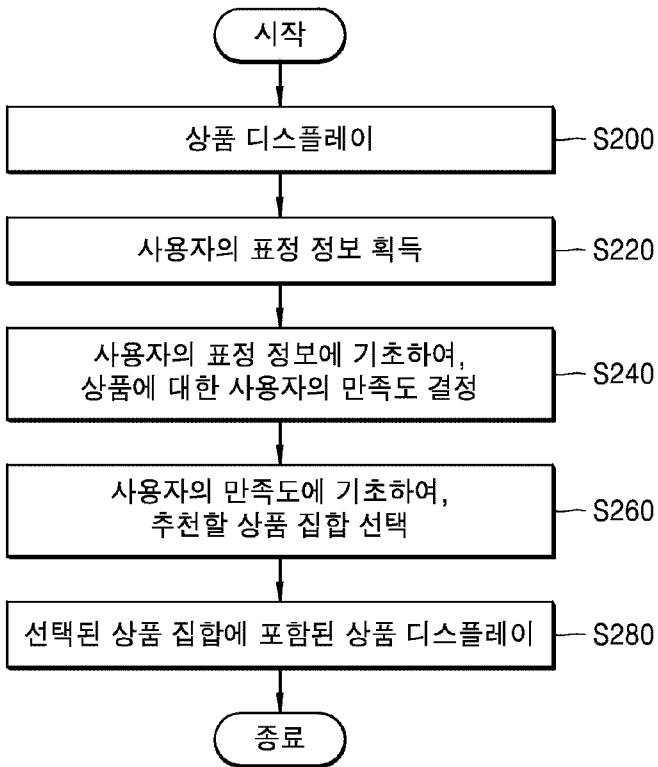 시작
상품 디스플레이
S200
사용자의 표정 정보 획득
S220
사용자의 표정 정보에 기초하여,
상품에 대한 사용자의 만족도 결정
S240
사용자의 만족도에 기초하여,
추천할 상품 집합 선택
S260
선택된 상품 집합에 포함된 상품 디스플레이
S280
종료